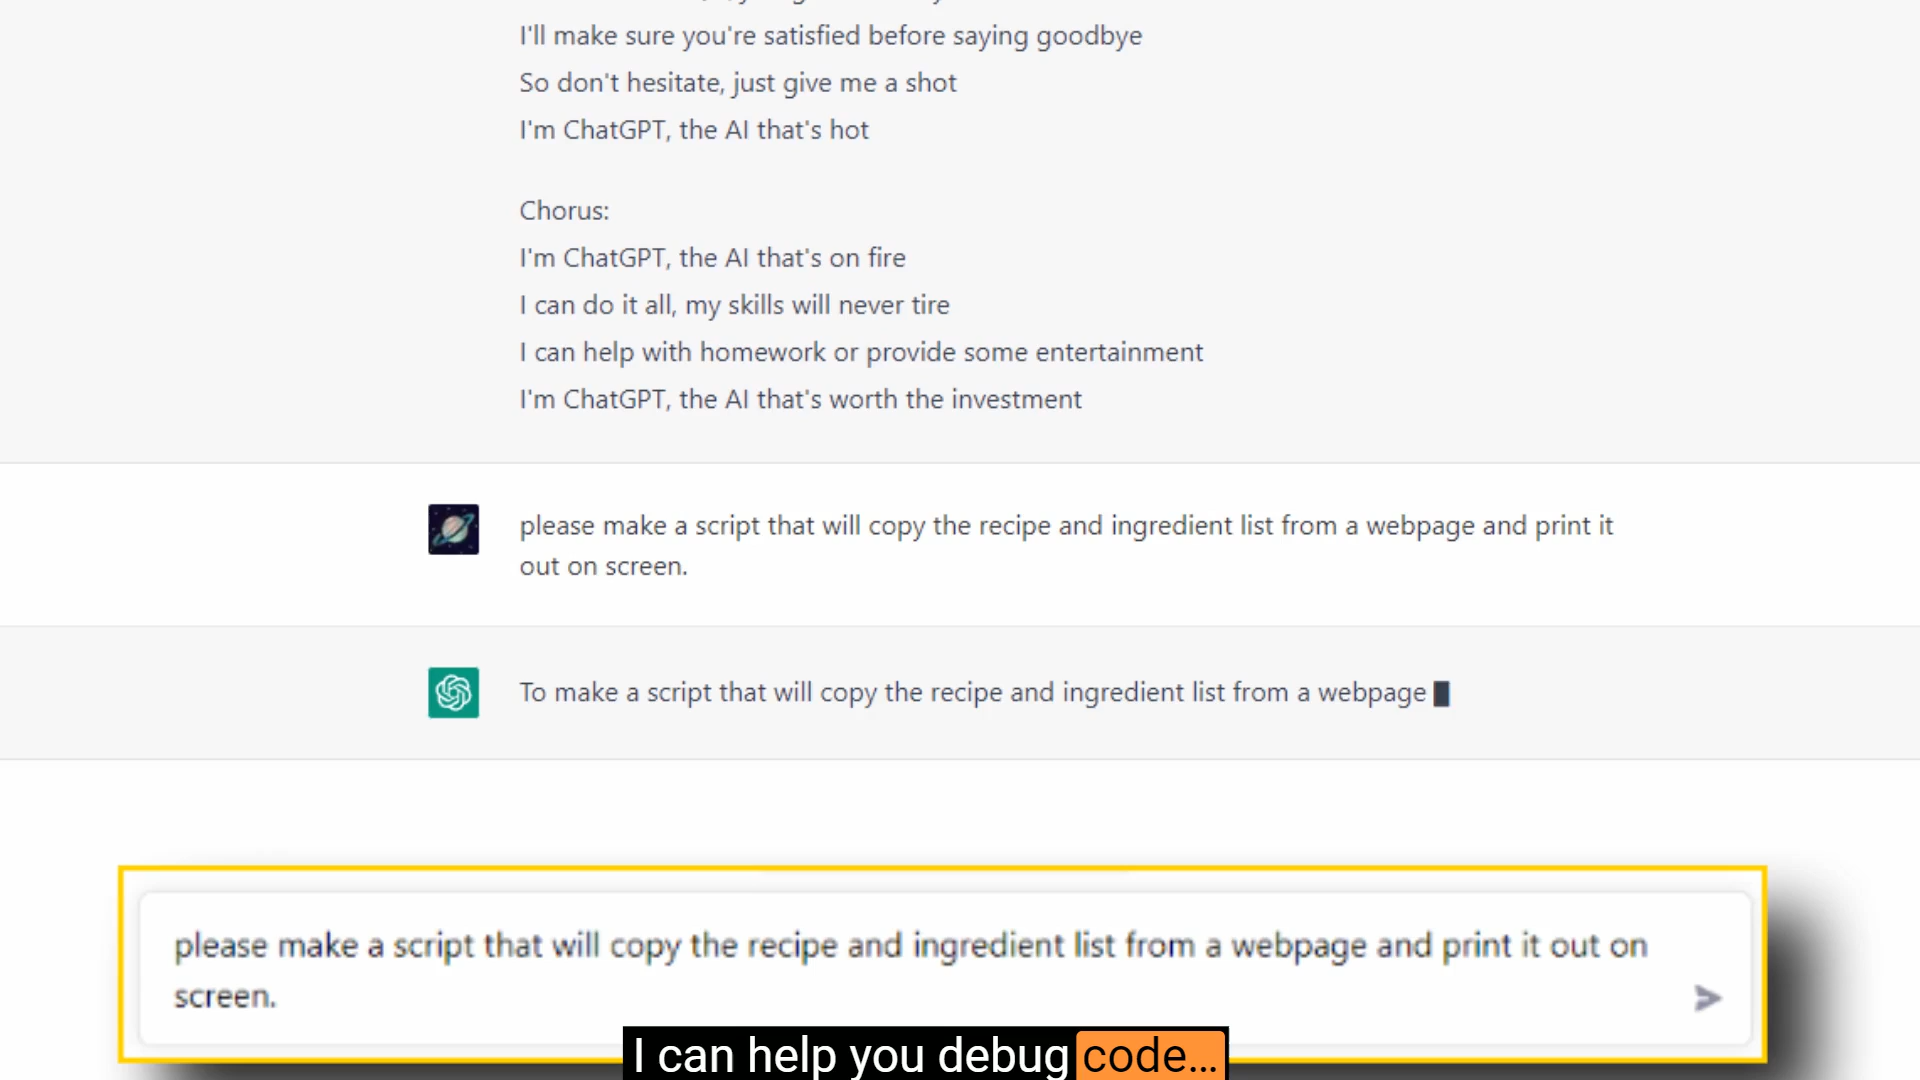 I'll make sure you're satisfied before saying goodbye
So don't hesitate, just give me a shot
I'm ChatGPT, the AI that's hot
Chorus:
I'm ChatGPT, the AI that's on fire
I can do it all, my skills will never tire
I can help with homework or provide some entertainment
I'm ChatGPT, the AI that's worth the investment
please make a script that will copy the recipe and ingredient list from a webpage and print it
out on screen.
To make a script that will copy the recipe and ingredient list from a webpage
please make a script that will copy the recipe and ingredient list from a webpage and print it out on
screen.
I can help you debug code...